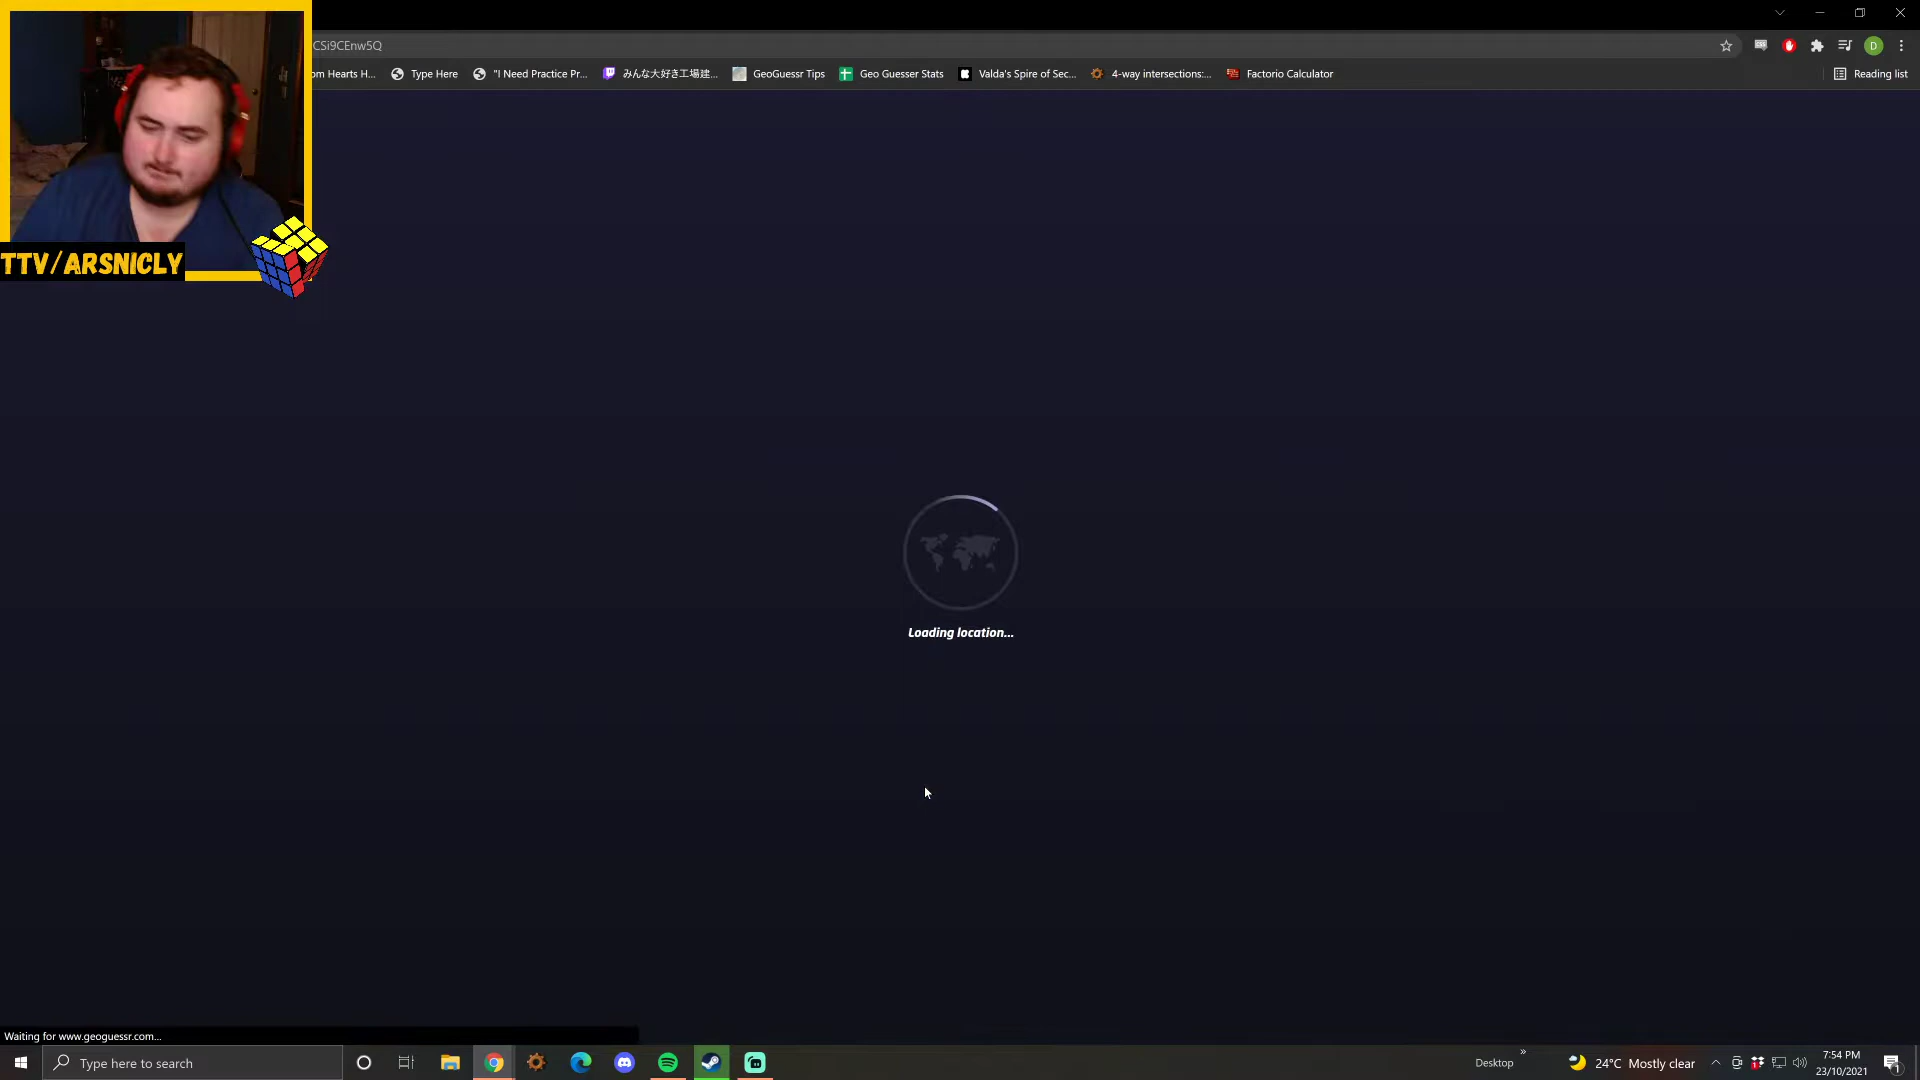 CSi9CEnw5Q
om Hearts H...
Type Here
"I Need Practice Pr...
みんな大好き工場建...
GeoGuessr Tips
Geo Guesser Stats
Valda's Spire of Sec...
4-way intersections:...
Factorio Calculator
Reading list
D
TTV/ARSNICLY
Loading location...
Waiting for www.geoguessr.com...
Type here to search
Desktop
»
24°C Mostly clear
7:54 PM
23/10/2021
1